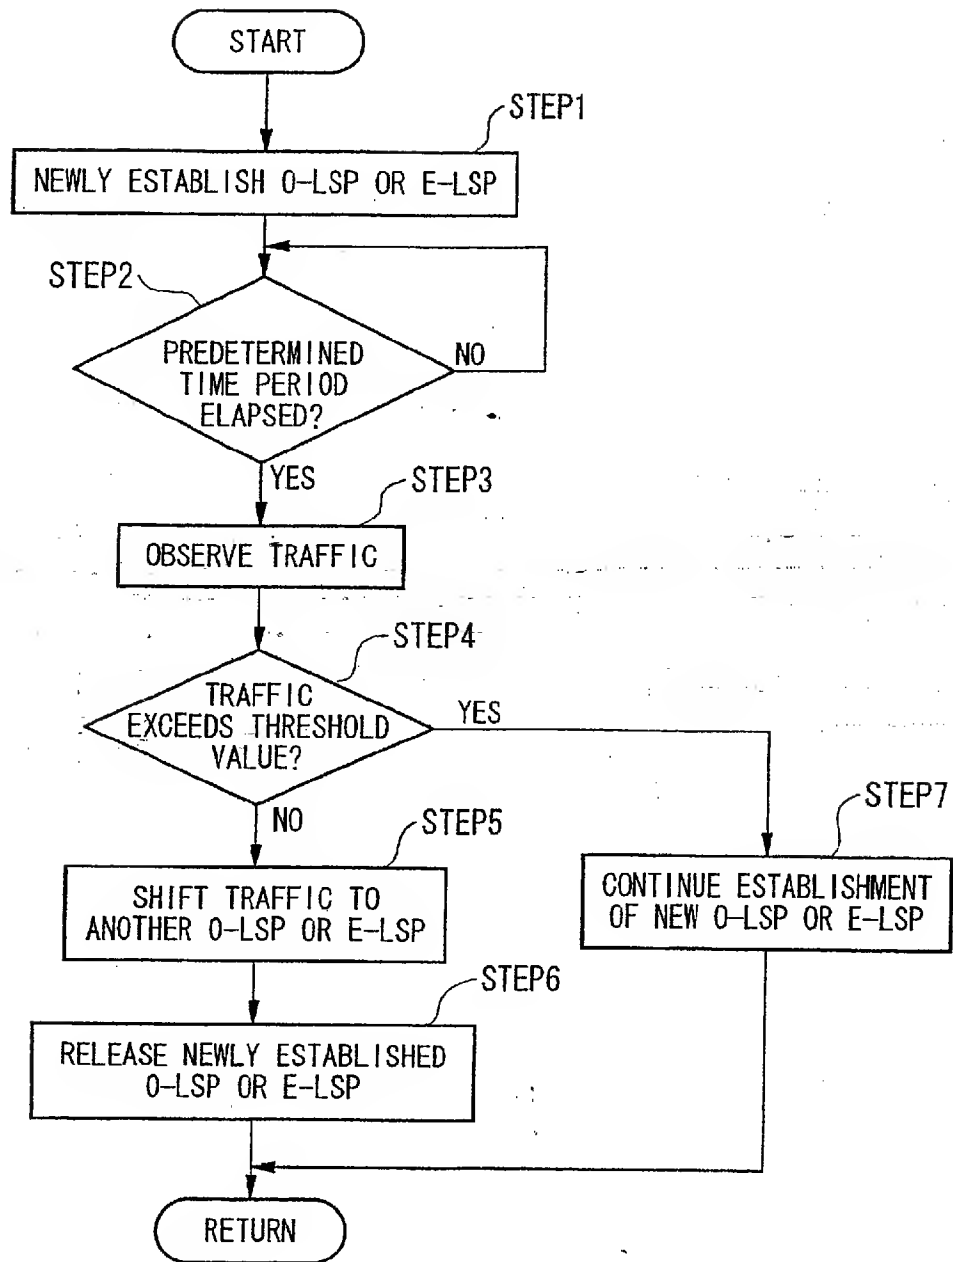 START
STEP1
NEWLY ESTABLISH O-LSP OR E-LSP
STEP2
PREDETERMINED
TIME PERIOD
ELAPSED?
NO
YES
STEP3
OBSERVE TRAFFIC
STEP4
TRAFFIC
EXCEEDS THRESHOLD
VALUE?
YES
NO
STEP5
SHIFT TRAFFIC TO
ANOTHER O-LSP OR E-LSP
STEP7
CONTINUE ESTABLISHMENT
OF NEW O-LSP OR E-LSP
STEP6
RELEASE NEWLY ESTABLISHED
O-LSP OR E-LSP
RETURN